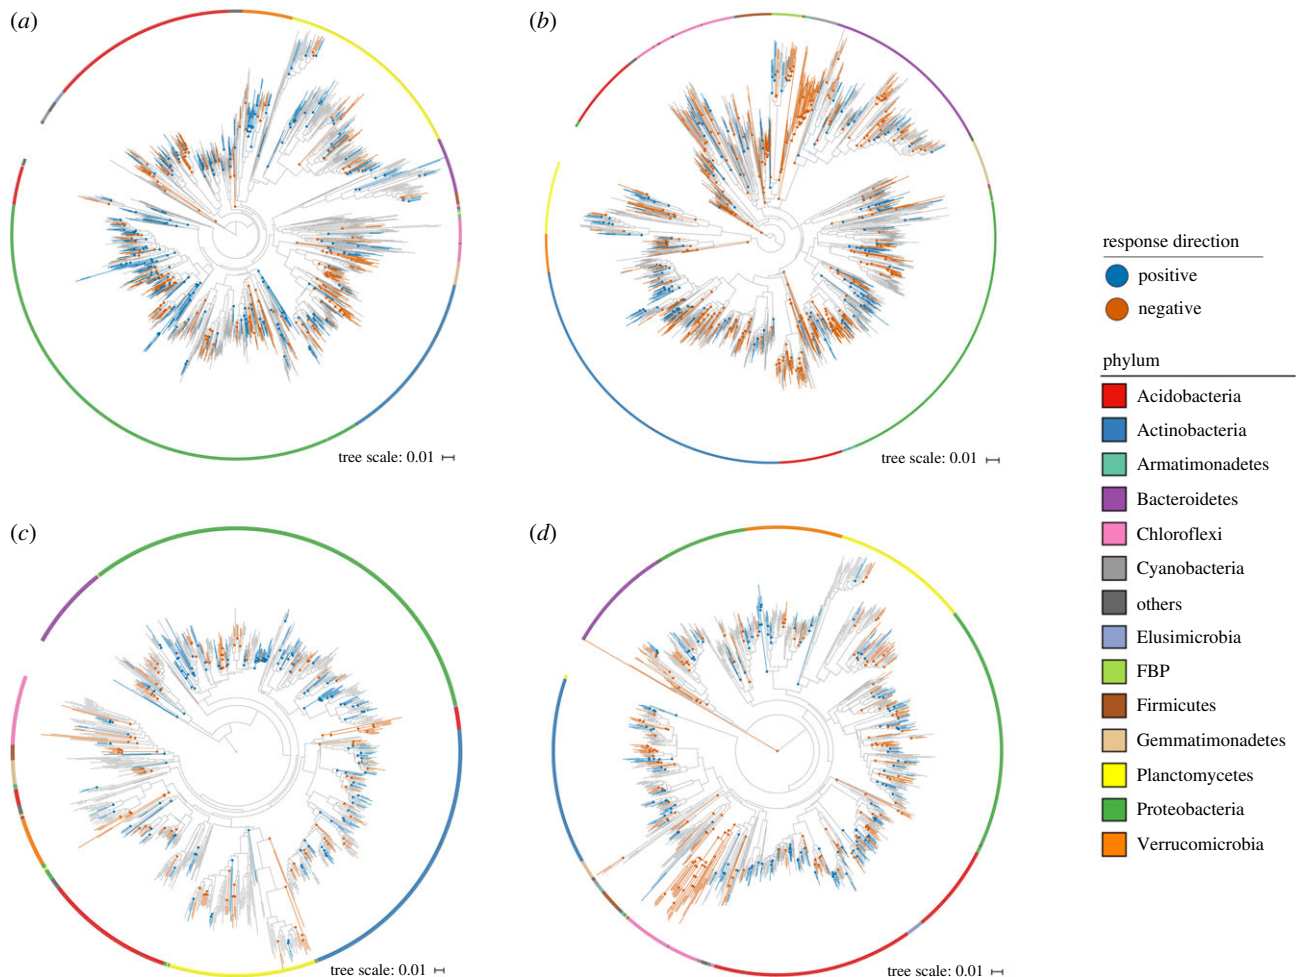 (a)
(b)
tree scale: 0.01
tree scale: 0.01
(c)
(d)
tree scale: 0.01
tree scale: 0.01
response direction
positive
negative
phylum
Acidobacteria
Actinobacteria
Armatimonadetes
Bacteroidetes
Chloroflexi
Cyanobacteria
others
Elusimicrobia
FBP
Firmicutes
Gemmatimonadetes
Planctomycetes
Proteobacteria
Verrucomicrobia